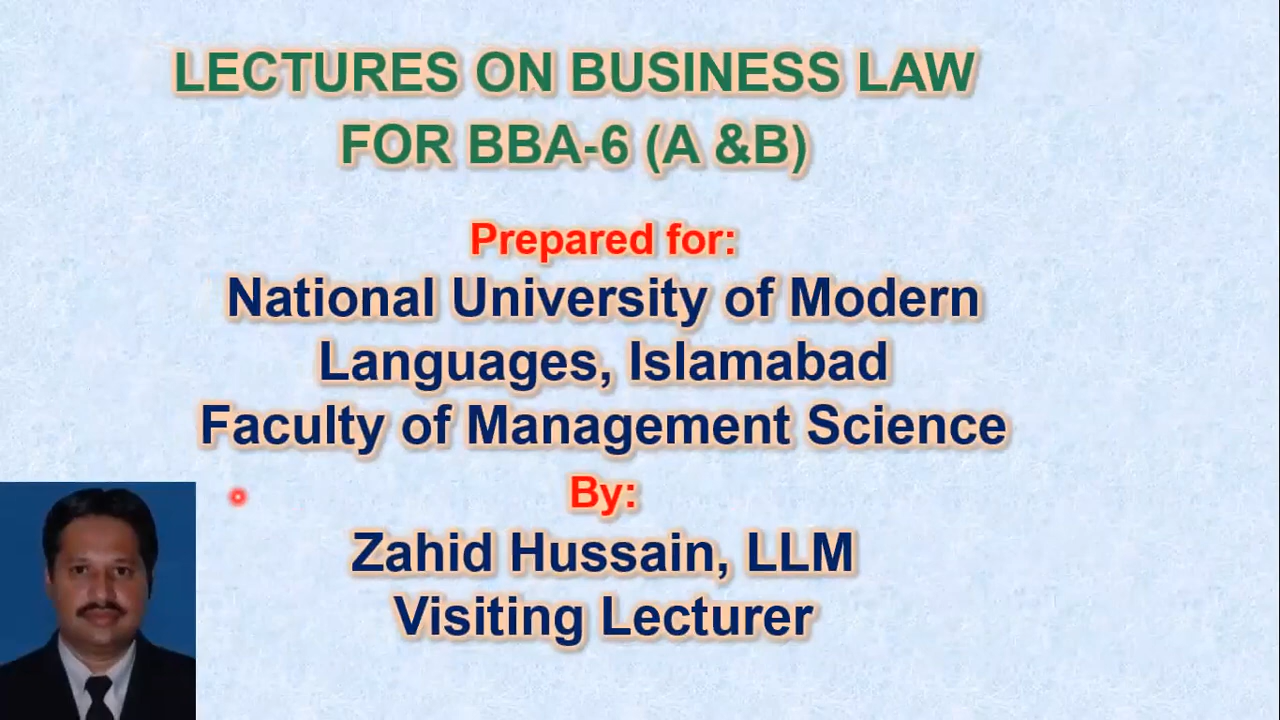 LECTURES ON BUSINESS LAW
FOR BBA-6 (A &B)
Prepared for:
National University of Modern
Languages, Islamabad
Faculty of Management Science
By:
Zahid Hussain, LLM
Visiting Lecturer